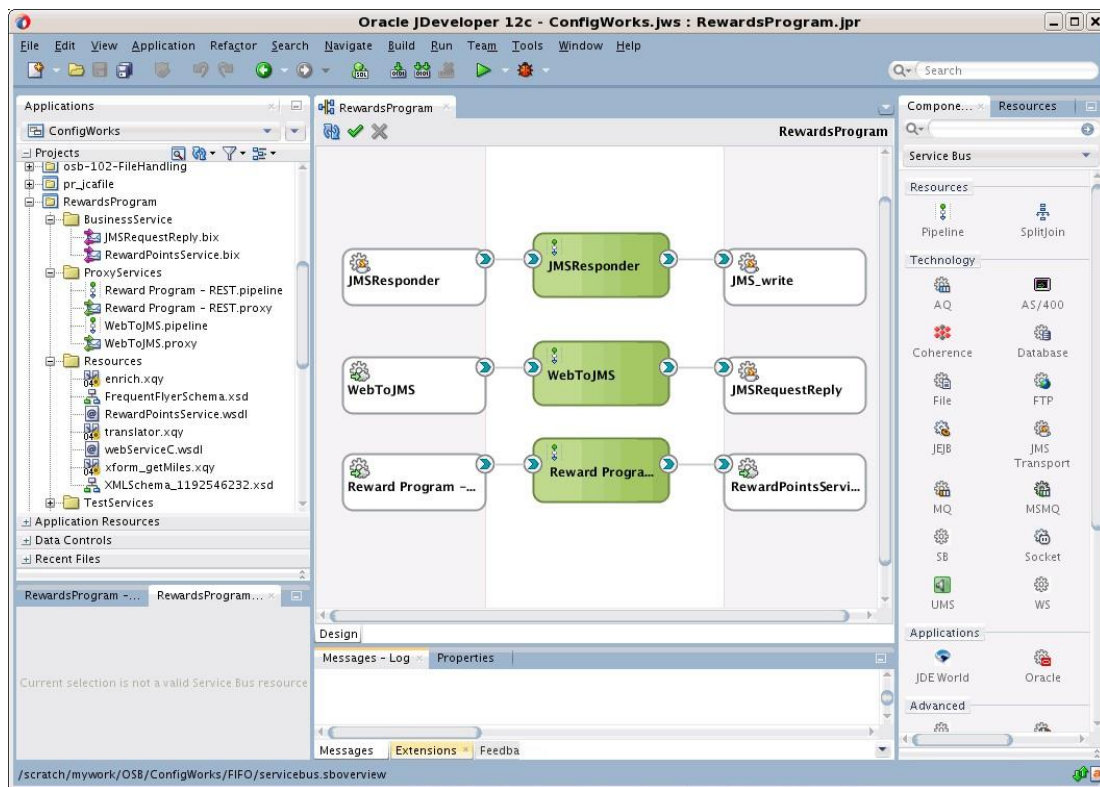 Oracle JDeveloper 12c - ConfigWorks.jws : RewardsProgram.jpr
File Edit View Application Refactor Search Navigate Build Run Team Tools Window Help
Search
Applications
ConfigWorks
Projects
osb-102-FileHandling
pr_jcafile
RewardsProgram
BusinessService
JMSRequestReply.bix
RewardPointsService.bix
ProxyServices
Reward Program - REST.pipeline
Reward Program - REST.proxy
WebToJMS.pipeline
WebToJMS.proxy
Resources
enrich.xqy
FrequentFlyerSchema.xsd
RewardPointsService.wsdl
translator.xqy
webServiceC.wsdl
xform_getMiles.xqy
XMLSchema_1192546232.xsd
TestServices
Application Resources
Data Controls
Recent Files
RewardsProgram -... RewardsProgram...
Current selection is not a valid Service Bus resource
RewardsProgram
RewardsProgram
JMSResponder JMSResponder JMS_write
WebToJMS WebToJMS JMSRequestReply
Reward Program -... Reward Progra... RewardPointsServi...
Design
Messages - Log Properties
Messages Extensions Feedba
Compone... Resources
Service Bus
Resources
Pipeline SplitJoin
Technology
AQ AS/400
Coherence Database
File FTP
JEJB JMS
Transport
MQ MSMQ
SB Socket
UMS WS
Applications
JDE World Oracle
Advanced
/scratch/mywork/OSB/ConfigWorks/FIFO/servicebus.sboverview